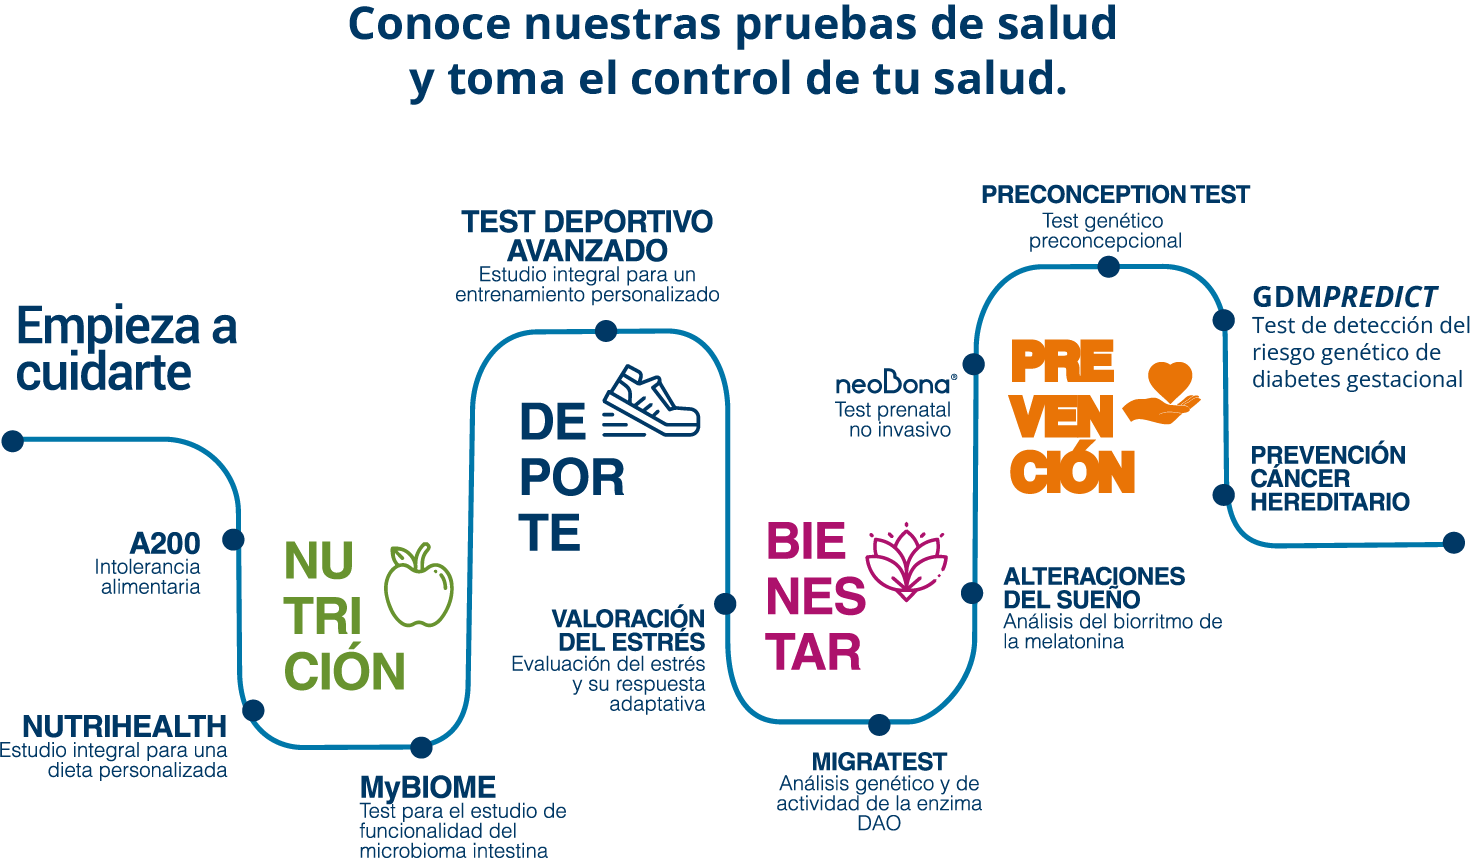 Conoce nuestras pruebas de salud
y toma el control de tu salud.
Empieza a
cuidarte
A200
Intolerancia
alimentaria
NUTRIHEALTH
Estudio integral para una
dieta personalizada
NU
TRI
CIÓN
MyBIOME
Test para el estudio de
funcionalidad del
microbioma intestina
TEST DEPORTIVO
AVANZADO
Estudio integral para un
entrenamiento personalizado
DE
POR
TE
VALORACIÓN
DEL ESTRÉS
Evaluación del estrés
y su respuesta
adaptativa
BIE
NES
TAR
MIGRATEST
Análisis genético y de
actividad de la enzima
DAO
ALTERACIONES
DEL SUEÑO
Análisis del biorritmo de
la melatonina
neoBona®
Test prenatal
no invasivo
PRE
VEN
CIÓN
PRECONCEPTION TEST
Test genético
preconcepcional
GDMPREDICT
Test de detección del
riesgo genético de
diabetes gestacional
PREVENCIÓN
CÁNCER
HEREDITARIO